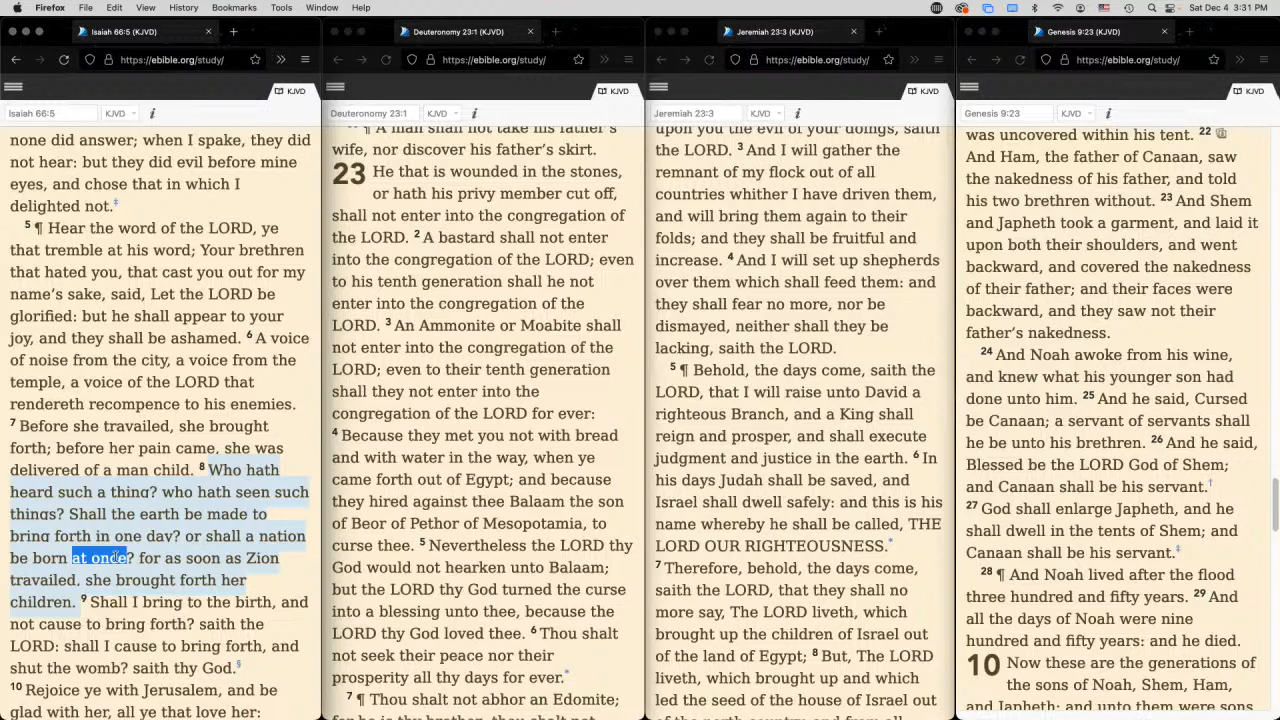 Firefox File Edit View History Bookmarks Tools Window Help Sat Dec 4 3:31 PM
Isaiah 66:5 (KJVD)
https://ebible.org/study/
KJVD
Isaiah 66:5 KJVD i
none did answer; when I spake, they did
not hear: but they did evil before mine
eyes, and chose that in which I
delighted not.‡
5 ¶ Hear the word of the LORD, ye
that tremble at his word; Your brethren
that hated you, that cast you out for my
name’s sake, said, Let the LORD be
glorified: but he shall appear to your
joy, and they shall be ashamed. 6 A voice
of noise from the city, a voice from the
temple, a voice of the LORD that
rendereth recompence to his enemies.
7 Before she travailed, she brought
forth; before her pain came, she was
delivered of a man child. 8 Who hath
heard such a thing? who hath seen such
things? Shall the earth be made to
bring forth in one day? or shall a nation
be born at once? for as soon as Zion
travailed, she brought forth her
children. 9 Shall I bring to the birth, and
not cause to bring forth? saith the
LORD: shall I cause to bring forth, and
shut the womb? saith thy God.§
10 Rejoice ye with Jerusalem, and be
glad with her, all ye that love her:
Deuteronomy 23:1 (KJVD)
https://ebible.org/study/
KJVD
Deuteronomy 23:1 KJVD i
¶ A man shall not take his father’s
wife, nor discover his father’s skirt.
23 He that is wounded in the stones,
or hath his privy member cut off,
shall not enter into the congregation of
the LORD. 2 A bastard shall not enter
into the congregation of the LORD; even
to his tenth generation shall he not
enter into the congregation of the
LORD. 3 An Ammonite or Moabite shall
not enter into the congregation of the
LORD; even to their tenth generation
shall they not enter into the
congregation of the LORD for ever:
4 Because they met you not with bread
and with water in the way, when ye
came forth out of Egypt; and because
they hired against thee Balaam the son
of Beor of Pethor of Mesopotamia, to
curse thee. 5 Nevertheless the LORD thy
God would not hearken unto Balaam;
but the LORD thy God turned the curse
into a blessing unto thee, because the
LORD thy God loved thee. 6 Thou shalt
not seek their peace nor their
prosperity all thy days for ever.*
7 ¶ Thou shalt not abhor an Edomite;
for he is thy brother: thou shalt not
Jeremiah 23:3 (KJVD)
https://ebible.org/study/
KJVD
Jeremiah 23:3 KJVD i
upon you the evil of your doings, saith
the LORD. 3 And I will gather the
remnant of my flock out of all
countries whither I have driven them,
and will bring them again to their
folds; and they shall be fruitful and
increase. 4 And I will set up shepherds
over them which shall feed them: and
they shall fear no more, nor be
dismayed, neither shall they be
lacking, saith the LORD.
5 ¶ Behold, the days come, saith the
LORD, that I will raise unto David a
righteous Branch, and a King shall
reign and prosper, and shall execute
judgment and justice in the earth. 6 In
his days Judah shall be saved, and
Israel shall dwell safely: and this is his
name whereby he shall be called, THE
LORD OUR RIGHTEOUSNESS.*
7 Therefore, behold, the days come,
saith the LORD, that they shall no
more say, The LORD liveth, which
brought up the children of Israel out
of the land of Egypt; 8 But, The LORD
liveth, which brought up and which
led the seed of the house of Israel out
of the north country, and from all
Genesis 9:23 (KJVD)
https://ebible.org/study/
KJVD
Genesis 9:23 KJVD i
was uncovered within his tent. 22
And Ham, the father of Canaan, saw
the nakedness of his father, and told
his two brethren without. 23 And Shem
and Japheth took a garment, and laid it
upon both their shoulders, and went
backward, and covered the nakedness
of their father; and their faces were
backward, and they saw not their
father’s nakedness.
24 And Noah awoke from his wine,
and knew what his younger son had
done unto him. 25 And he said, Cursed
be Canaan; a servant of servants shall
he be unto his brethren. 26 And he said,
Blessed be the LORD God of Shem;
and Canaan shall be his servant.†
27 God shall enlarge Japheth, and he
shall dwell in the tents of Shem; and
Canaan shall be his servant.‡
28 ¶ And Noah lived after the flood
three hundred and fifty years. 29 And
all the days of Noah were nine
hundred and fifty years: and he died.
10 Now these are the generations of
the sons of Noah, Shem, Ham,
and Japheth: and unto them were sons